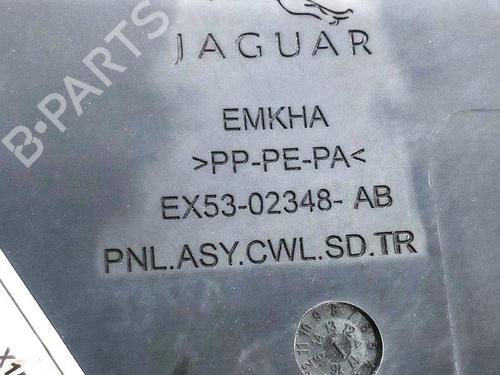 B-PARTS
JAGUAR
EMKHA
>PP-PE-PA<
EX53-02348- AB
PNL.ASY.CWL.SD.TR